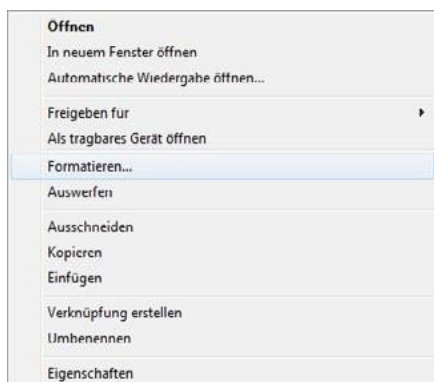 Öffnen
In neuem Fenster öffnen
Automatische Wiedergabe öffnen...
Freigeben für
Als tragbares Gerät öffnen
Formatieren...
Auswerfen
Ausschneiden
Kopieren
Einfügen
Verknüpfung erstellen
Umbenennen
Eigenschaften